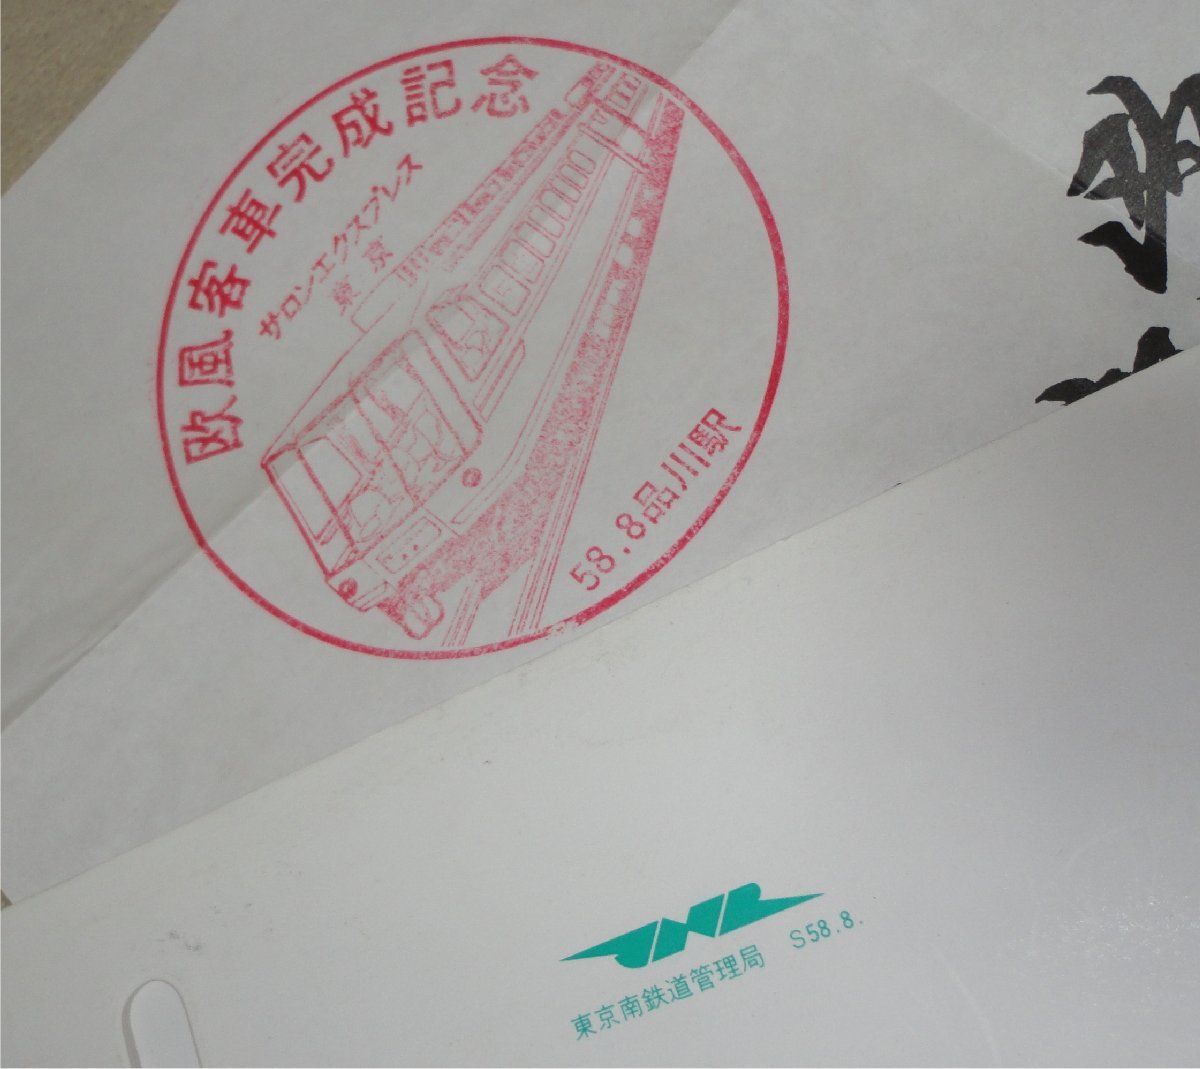 欧風客車完成記念
サロンエクスプレス
東京
58.8品川駅
JNR
東京南鉄道管理局 S58.8.